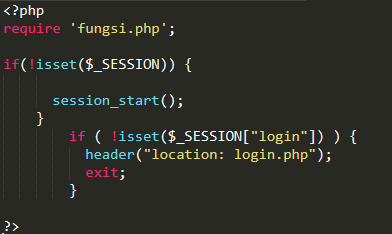 <?php
require 'fungsi.php';
if(!isset($_SESSION)) {
session_start();
}
if ( !isset($_SESSION["login"]) ) {
header("location: login.php");
exit;
}
?>